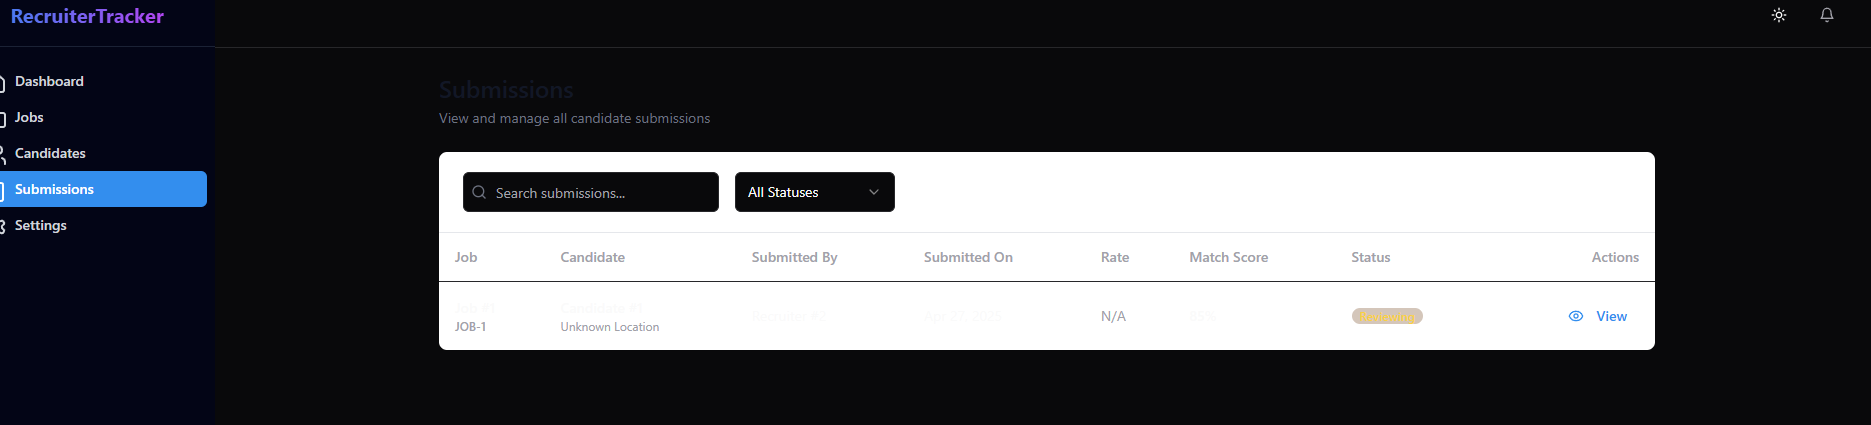 RecruiterTracker
Dashboard
Jobs
Candidates
Submissions
Settings
Submissions
View and manage all candidate submissions
Search submissions...
All Statuses
Job Candidate Submitted By Submitted On Rate Match Score Status Actions
Job #1 Candidate #1
JOB-1 Unknown Location Recruiter #2 Apr 27, 2025 N/A Reviewing View